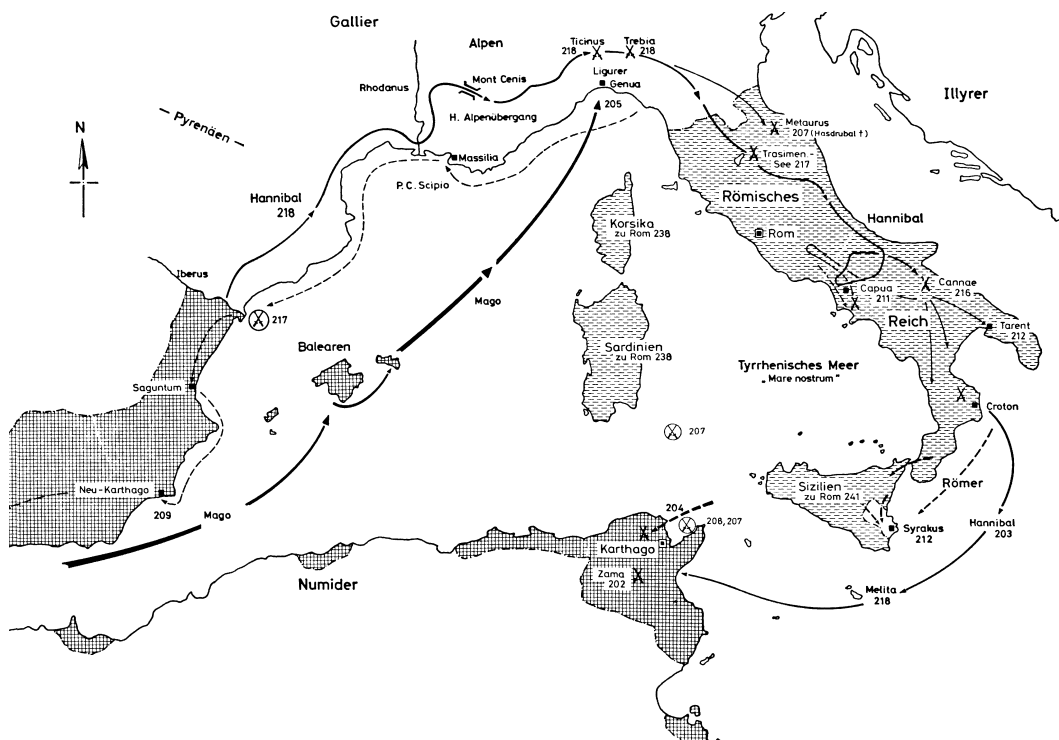 Gallier
Alpen
Ticinus
218
Trebia
218
Rhodanus
Mont Cenis
Ligurer
Genua
205
Illyrer
H. Alpenübergang
Metaurus
207 (Hasdrubal †)
Pyrenäen
N
Massilia
Trasimen.-
See 217
P. C. Scipio
Hannibal
218
Römisches
Korsika
zu Rom 238
Hannibal
Rom
Iberus
Mago
Capua
211
Cannae
216
217
Reich
Tarent
212
Balearen
Sardinien
zu Rom 238
Tyrrhenisches Meer
„Mare nostrum"
Saguntum
Croton
207
Neu-Karthago
Sizilien
zu Rom 241
Römer
209
Mago
204
208, 207
Syrakus
212
Hannibal
203
Karthago
Numider
Zama
202
Melita
218